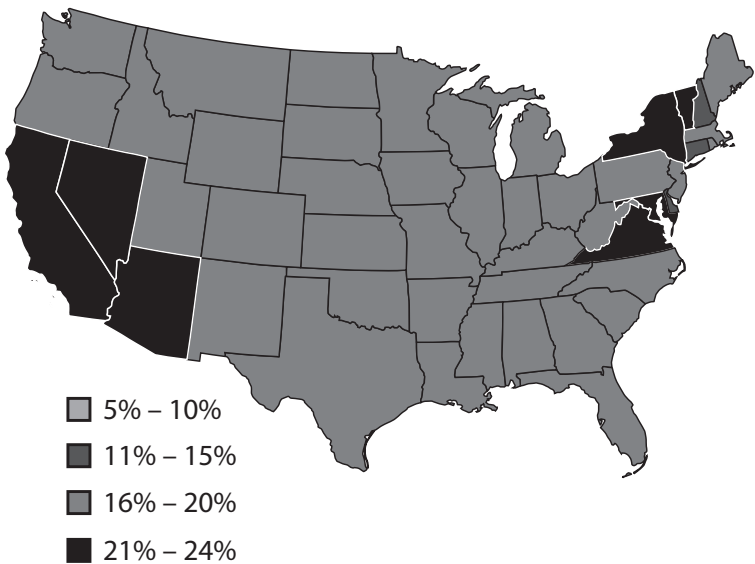 5% – 10%
11% – 15%
16% – 20%
21% – 24%